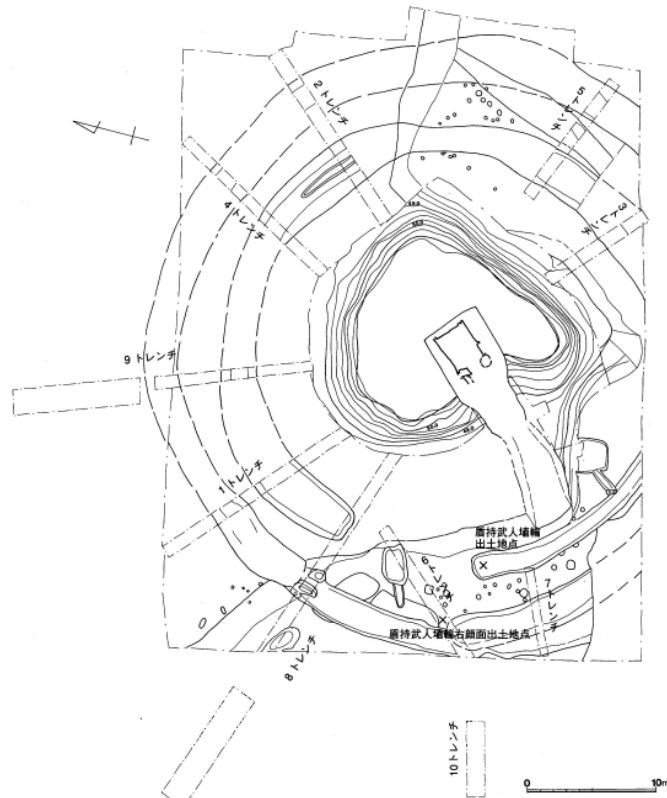 2 トレンチ
5 トレンチ
4 トレンチ
3 トレンチ
9 トレンチ
1 トレンチ
盾持武人埴輪
出土地点
6 トレンチ
7 トレンチ
盾持武人埴輪右顔面出土地点
8 トレンチ
10 トレンチ
0 10m